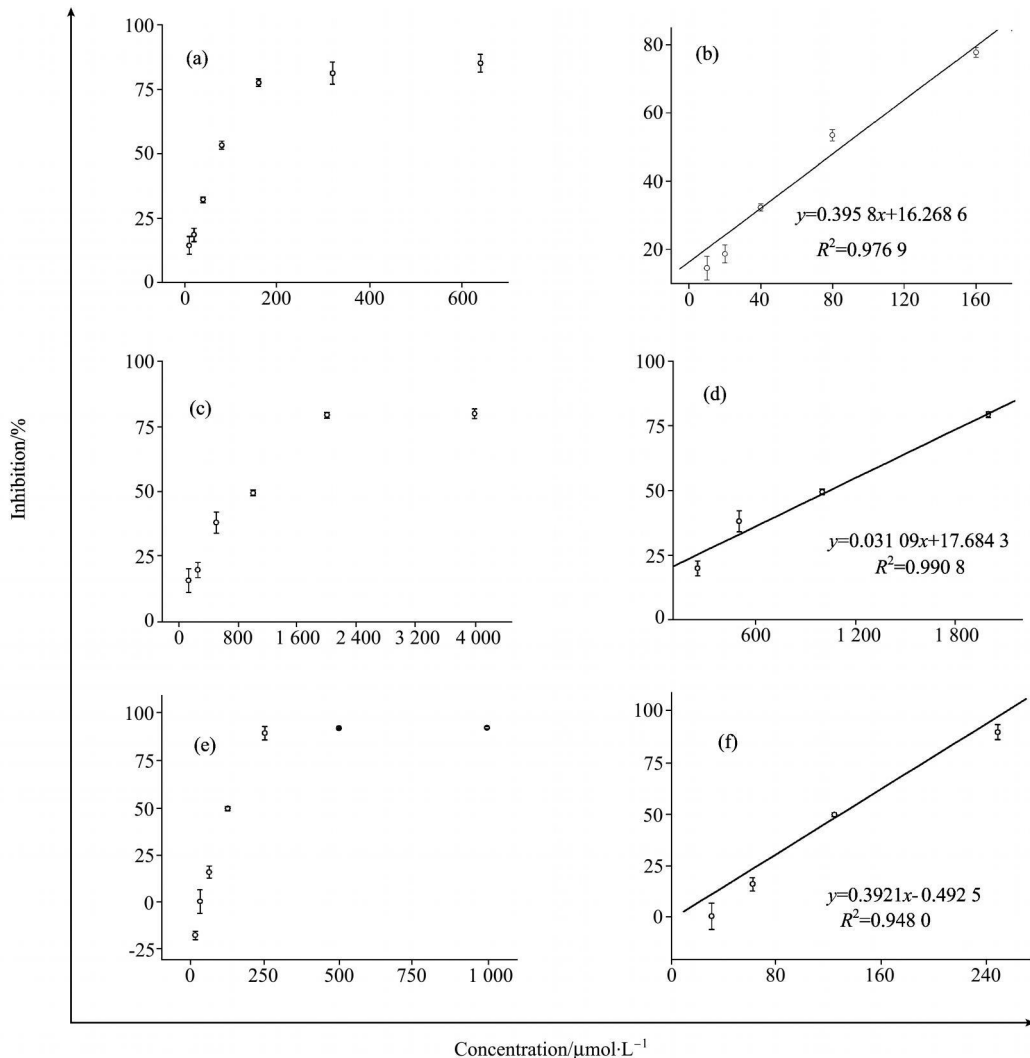 Inhibition/%
(a)
100
75
50
25
0
0 200 400 600
(b)
80
60
40
20
0 40 80 120 160
y=0.395 8x+16.268 6
R²=0.976 9
(c)
100
75
50
25
0
0 800 1 600 2 400 3 200 4 000
(d)
100
75
50
25
0
600 1 200 1 800
y=0.031 09x+17.684 3
R²=0.990 8
(e)
100
75
50
25
0
-25
0 250 500 750 1 000
(f)
100
75
50
25
0
0 80 160 240
y=0.3921x-0.492 5
R²=0.948 0
Concentration/μmol·L⁻¹